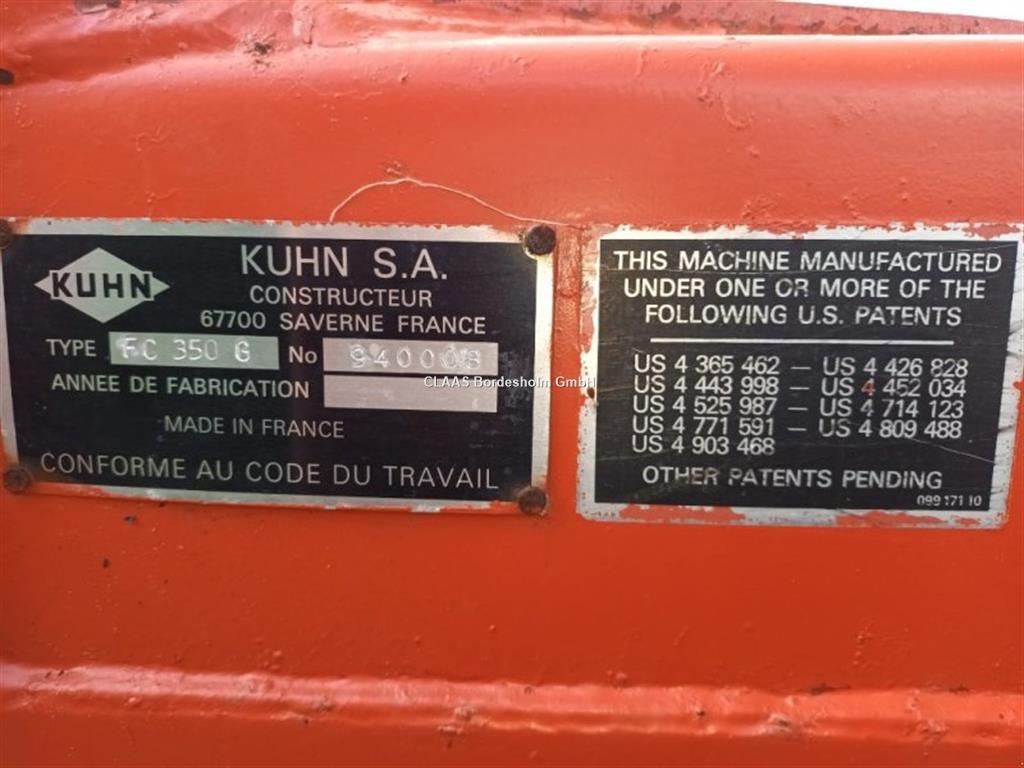 KUHN
KUHN S.A.
CONSTRUCTEUR
67700 SAVERNE FRANCE
TYPE FC 350 G No 940008
ANNEE DE FABRICATION
MADE IN FRANCE
CONFORME AU CODE DU TRAVAIL
CLAAS Bordesholm GmbH
THIS MACHINE MANUFACTURED
UNDER ONE OR MORE OF THE
FOLLOWING U.S. PATENTS
US 4 365 462 — US 4 426 828
US 4 443 998 — US 4 452 034
US 4 525 987 — US 4 714 123
US 4 771 591 — US 4 809 488
US 4 903 468
OTHER PATENTS PENDING
099 171 10